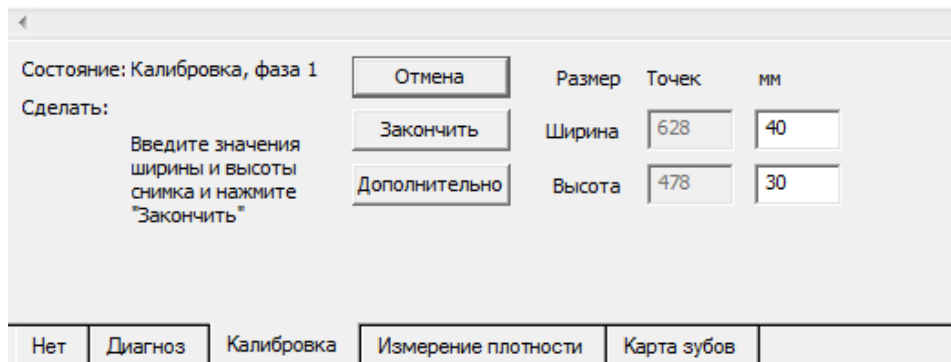 Состояние: Калибровка, фаза 1
Отмена
Размер Точек мм
Сделать:
Введите значения
ширины и высоты
снимка и нажмите
"Закончить"
Закончить
Ширина 628 40
Дополнительно
Высота 478 30
Нет Диагноз Калибровка Измерение плотности Карта зубов